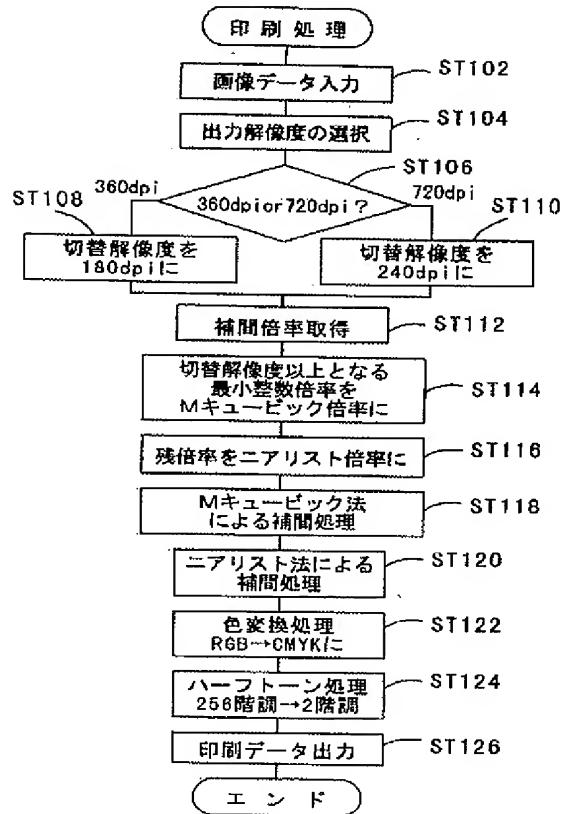 印刷処理
画像データ入力
ST102
出力解像度の選択
ST104
ST106
360dpi
720dpi
360dpior720dpi?
ST108
ST110
切替解像度を
180dpiに
切替解像度を
240dpiに
補間倍率取得
ST112
切替解像度以上となる
最小整数倍率を
Mキュービック倍率に
ST114
残倍率をニアリスト倍率に
ST116
Mキュービック法
による補間処理
ST118
ニアリスト法による
補間処理
ST120
色変換処理
RGB→CMYKに
ST122
ハーフトーン処理
256階調→2階調
ST124
印刷データ出力
ST126
エンド